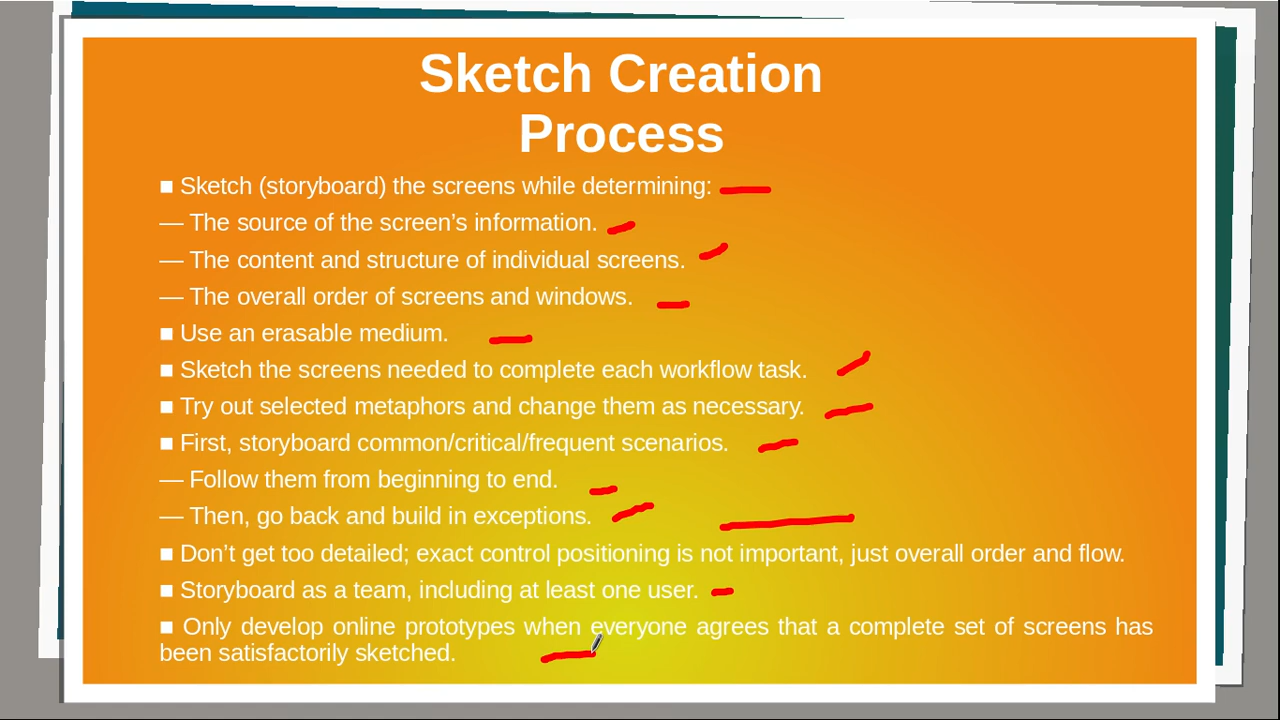 Sketch Creation
Process
■ Sketch (storyboard) the screens while determining:
— The source of the screen’s information.
— The content and structure of individual screens.
— The overall order of screens and windows.
■ Use an erasable medium.
■ Sketch the screens needed to complete each workflow task.
■ Try out selected metaphors and change them as necessary.
■ First, storyboard common/critical/frequent scenarios.
— Follow them from beginning to end.
— Then, go back and build in exceptions.
■ Don’t get too detailed; exact control positioning is not important, just overall order and flow.
■ Storyboard as a team, including at least one user.
■ Only develop online prototypes when everyone agrees that a complete set of screens has
been satisfactorily sketched.